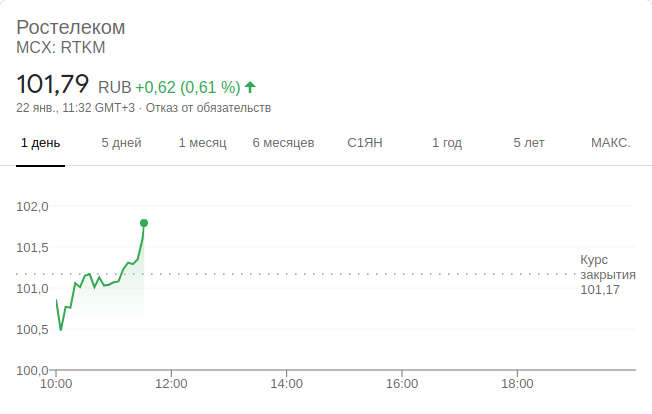 Ростелеком
MCX: RTKM
101,79 RUB +0,62 (0,61 %)
22 янв., 11:32 GMT+3 · Отказ от обязательств
1 день 5 дней 1 месяц 6 месяцев С1ЯН 1 год 5 лет МАКС.
102,0
101,5
101,0
100,5
100,0
Курс
закрытия
101,17
10:00 12:00 14:00 16:00 18:00